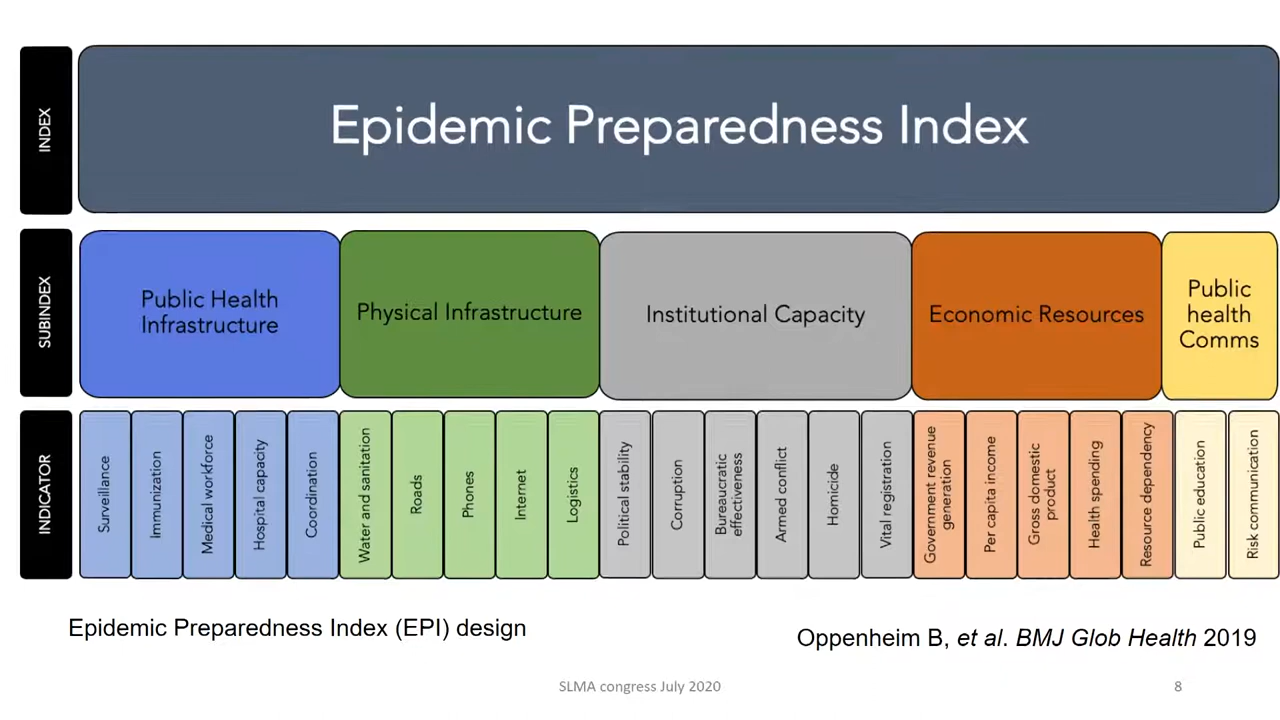 INDEX
Epidemic Preparedness Index
SUBINDEX
Public Health
Infrastructure
Physical Infrastructure
Institutional Capacity
Economic Resources
Public
health
Comms
INDICATOR
Surveillance
Immunization
Medical workforce
Hospital capacity
Coordination
Water and sanitation
Roads
Phones
Internet
Logistics
Political stability
Corruption
Bureaucratic
effectiveness
Armed conflict
Homicide
Vital registration
Government revenue
generation
Per capita income
Gross domestic
product
Health spending
Resource dependency
Public education
Risk communication
Epidemic Preparedness Index (EPI) design
Oppenheim B, et al. BMJ Glob Health 2019
SLMA congress July 2020
8